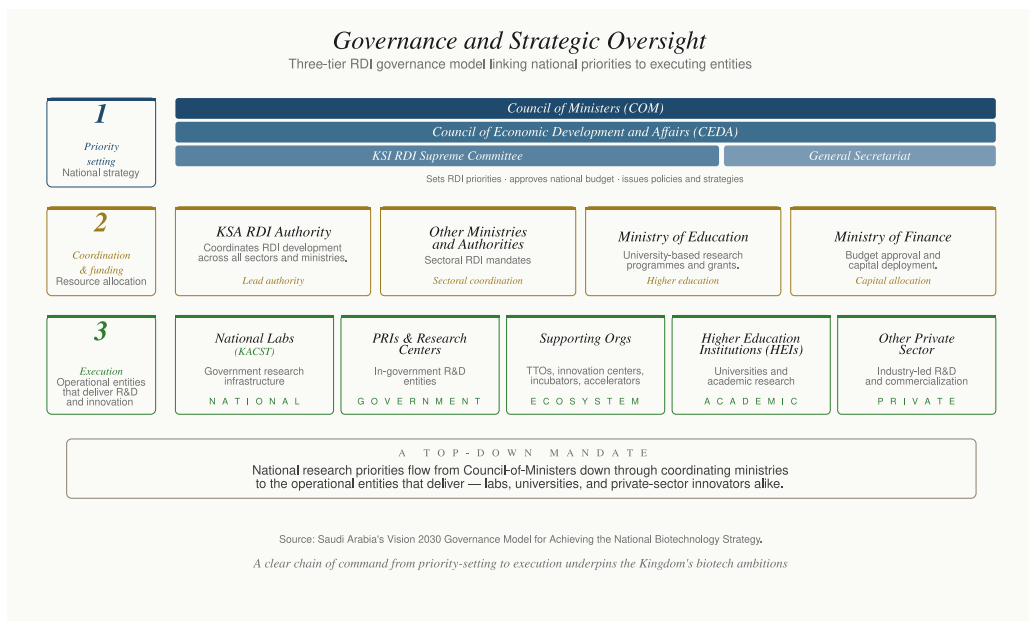 Governance and Strategic Oversight
Three-tier RDI governance model linking national priorities to executing entities
1
Priority
setting
National strategy
Council of Ministers (COM)
Council of Economic Development and Affairs (CEDA)
KSI RDI Supreme Committee
General Secretariat
Sets RDI priorities · approves national budget · issues policies and strategies
2
Coordination
& funding
Resource allocation
KSA RDI Authority
Coordinates RDI development
across all sectors and ministries.
Lead authority
Other Ministries
and Authorities
Sectoral RDI mandates
Sectoral coordination
Ministry of Education
University-based research
programmes and grants.
Higher education
Ministry of Finance
Budget approval and
capital deployment.
Capital allocation
3
Execution
Operational entities
that deliver R&D
and innovation
National Labs
(KACST)
Government research
infrastructure
NATIONAL
PRIs & Research
Centers
In-government R&D
entities
GOVERNMENT
Supporting Orgs
TTOs, innovation centers,
incubators, accelerators
ECOSYSTEM
Higher Education
Institutions (HEIs)
Universities and
academic research
ACADEMIC
Other Private
Sector
Industry-led R&D
and commercialization
PRIVATE
A TOP-DOWN MANDATE
National research priorities flow from Council-of-Ministers down through coordinating ministries
to the operational entities that deliver — labs, universities, and private-sector innovators alike.
Source: Saudi Arabia's Vision 2030 Governance Model for Achieving the National Biotechnology Strategy.
A clear chain of command from priority-setting to execution underpins the Kingdom's biotech ambitions